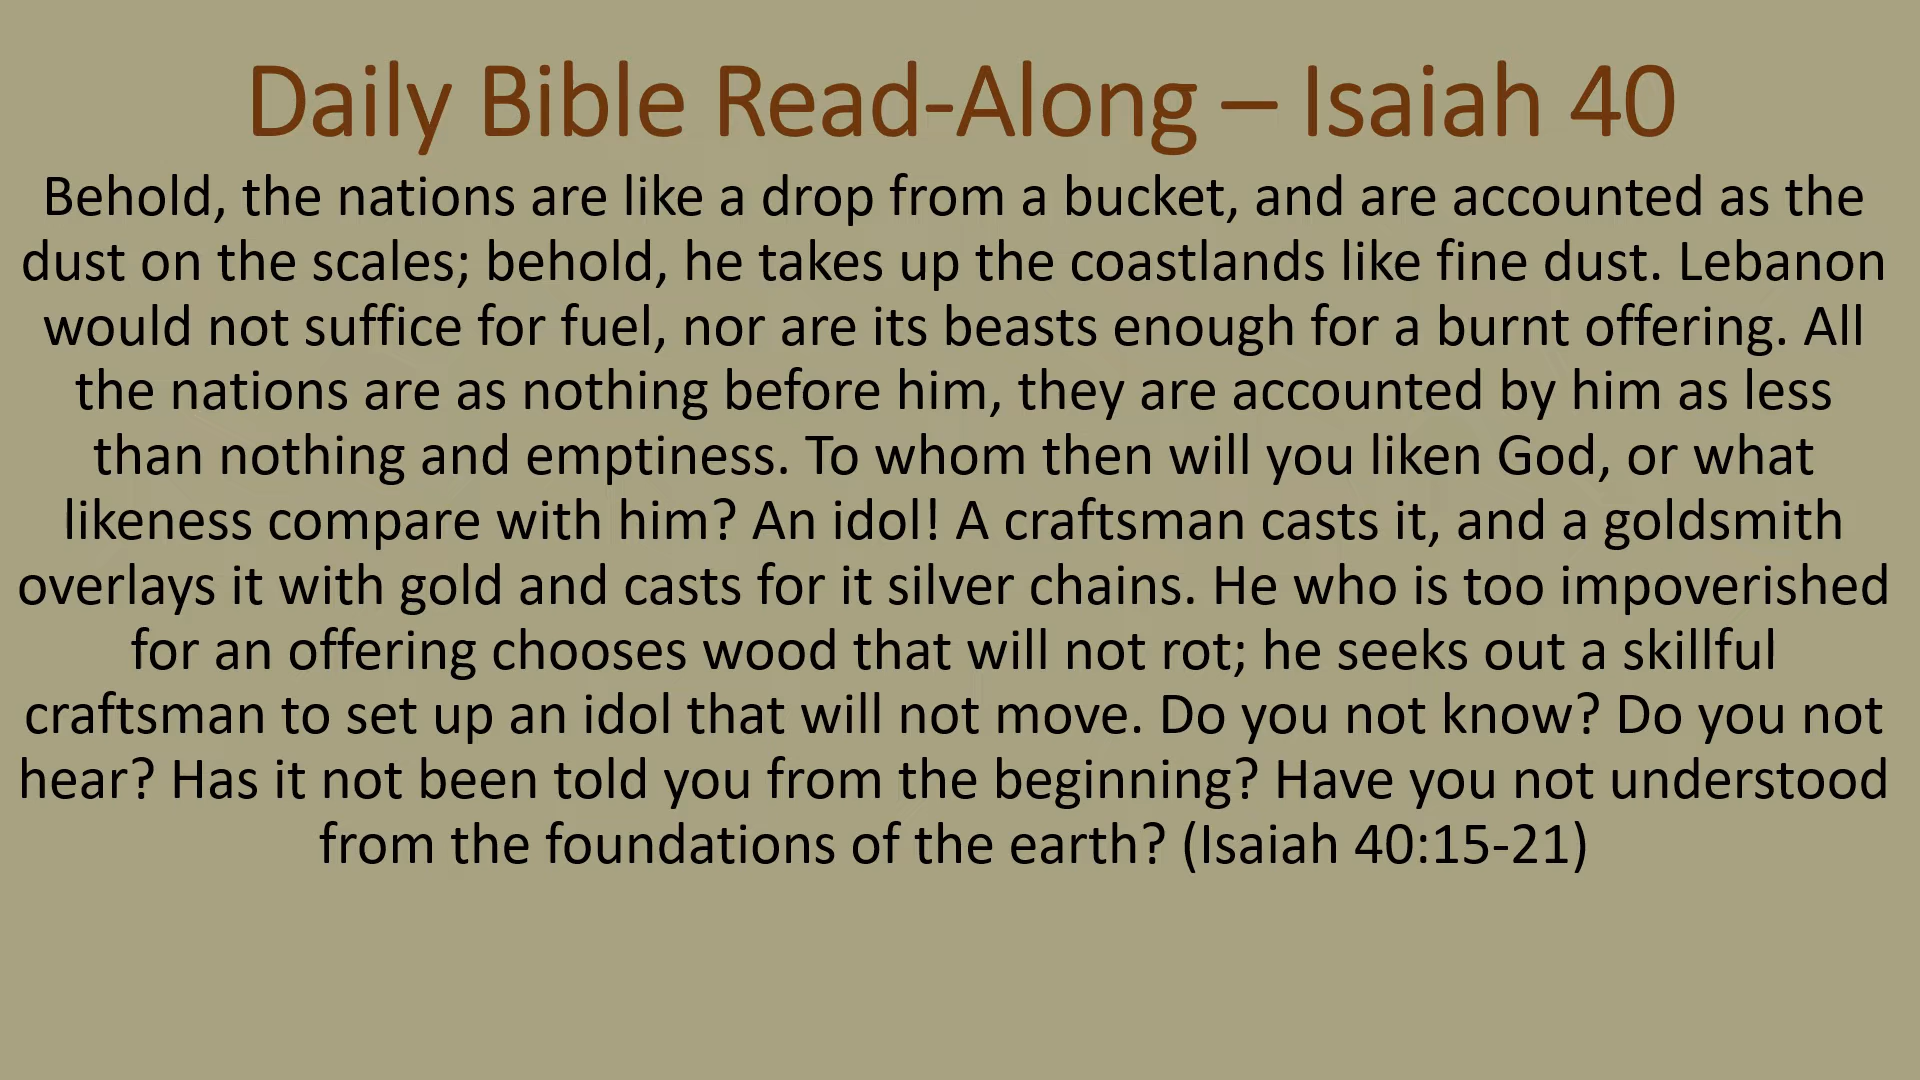 Daily Bible Read-Along – Isaiah 40
Behold, the nations are like a drop from a bucket, and are accounted as the
dust on the scales; behold, he takes up the coastlands like fine dust. Lebanon
would not suffice for fuel, nor are its beasts enough for a burnt offering. All
the nations are as nothing before him, they are accounted by him as less
than nothing and emptiness. To whom then will you liken God, or what
likeness compare with him? An idol! A craftsman casts it, and a goldsmith
overlays it with gold and casts for it silver chains. He who is too impoverished
for an offering chooses wood that will not rot; he seeks out a skillful
craftsman to set up an idol that will not move. Do you not know? Do you not
hear? Has it not been told you from the beginning? Have you not understood
from the foundations of the earth? (Isaiah 40:15-21)